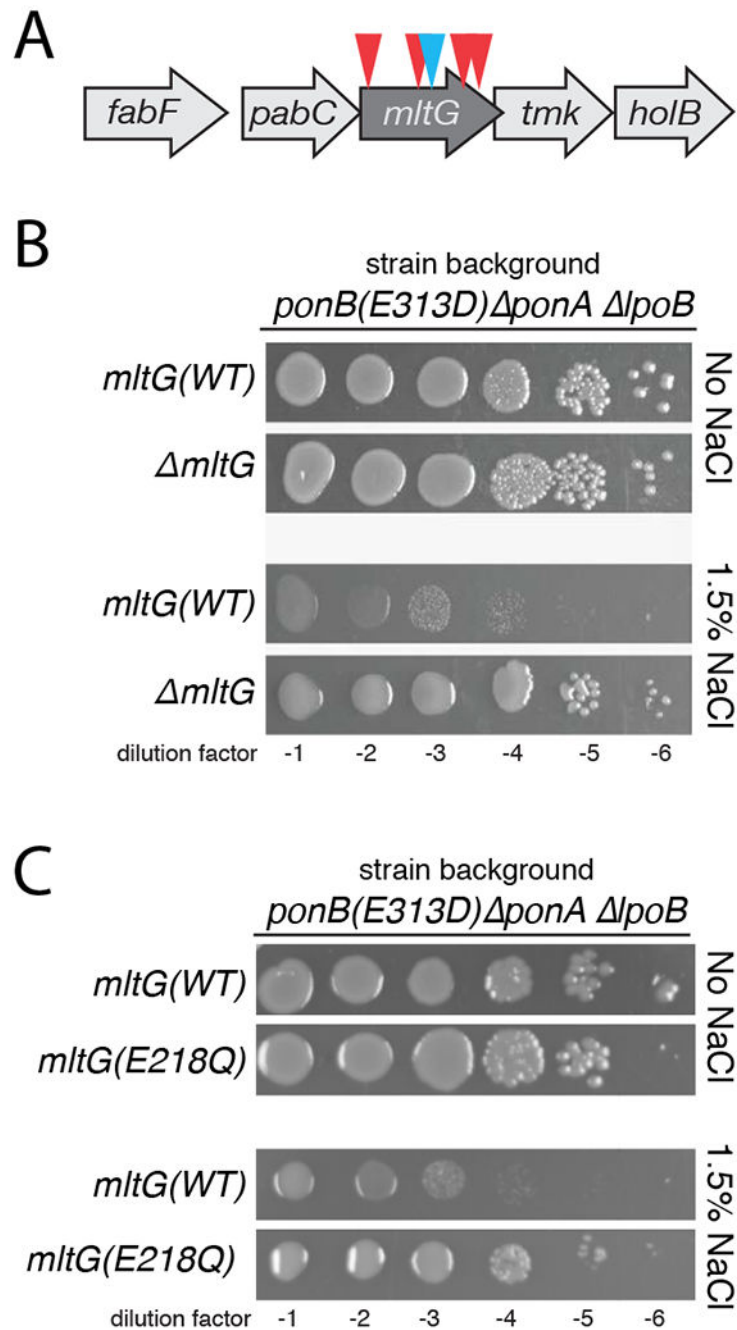 A
fabF pabC mltG tmk holB
B
strain background
ponB(E313D)ΔponA ΔlpoB
mltG(WT)
ΔmltG
No NaCl
mltG(WT)
ΔmltG
1.5% NaCl
dilution factor -1 -2 -3 -4 -5 -6
C
strain background
ponB(E313D)ΔponA ΔlpoB
mltG(WT)
mltG(E218Q)
No NaCl
mltG(WT)
mltG(E218Q)
1.5% NaCl
dilution factor -1 -2 -3 -4 -5 -6